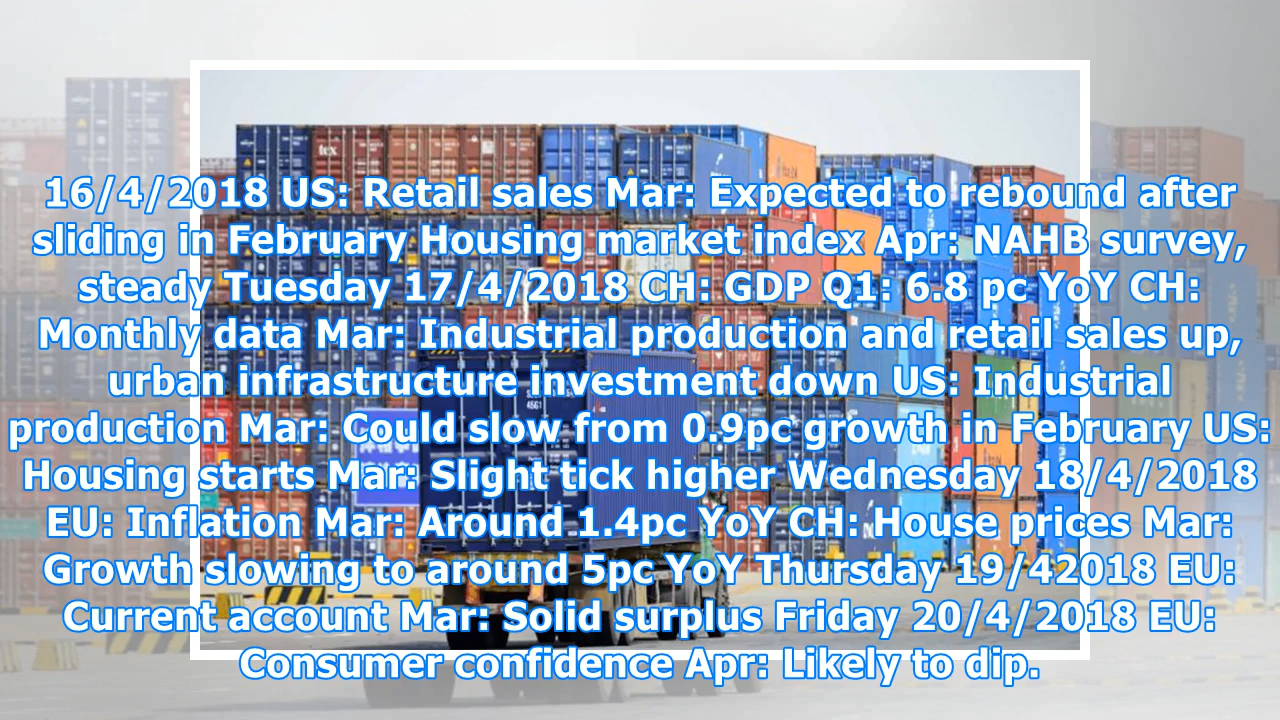 16/4/2018 US: Retail sales Mar: Expected to rebound after
sliding in February Housing market index Apr: NAHB survey,
steady Tuesday 17/4/2018 CH: GDP Q1: 6.8 pc YoY CH:
Monthly data Mar: Industrial production and retail sales up,
urban infrastructure investment down US: Industrial
production Mar: Could slow from 0.9pc growth in February US:
Housing starts Mar: Slight tick higher Wednesday 18/4/2018
EU: Inflation Mar: Around 1.4pc YoY CH: House prices Mar:
Growth slowing to around 5pc YoY Thursday 19/42018 EU:
Current account Mar: Solid surplus Friday 20/4/2018 EU:
Consumer confidence Apr: Likely to dip.
tex
4561